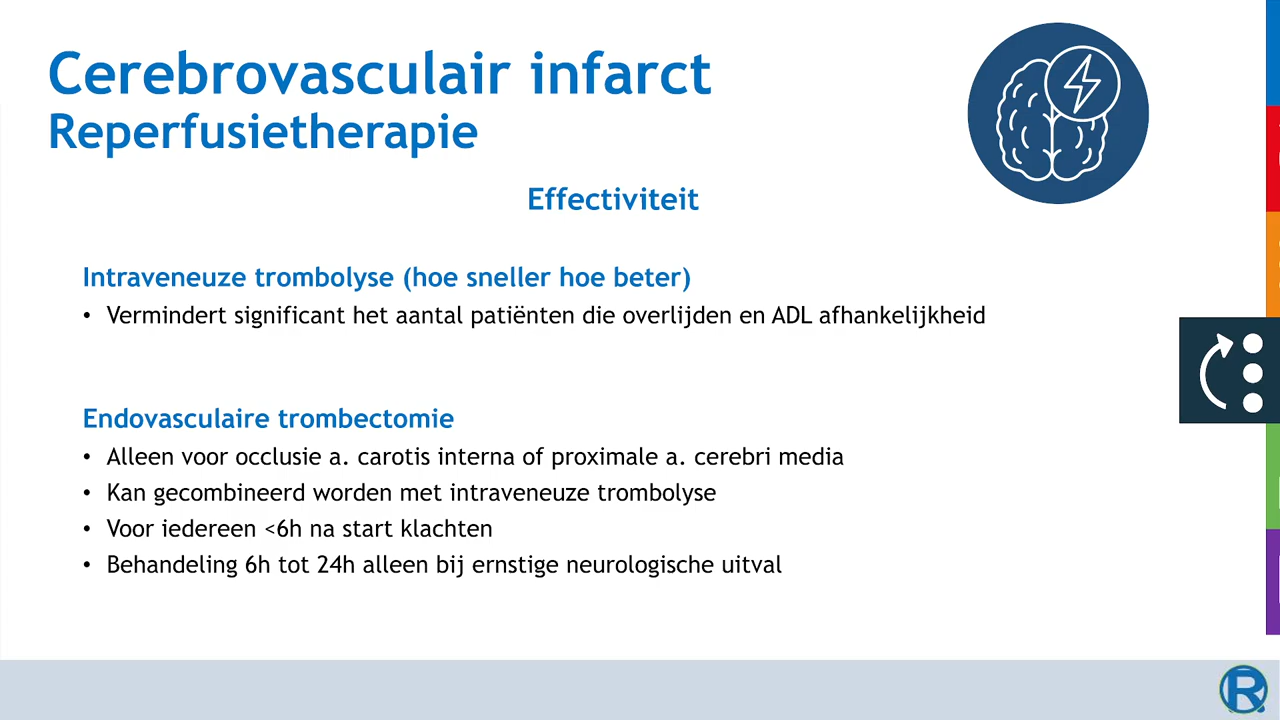 Cerebrovasculair infarct
Reperfusietherapie
Effectiviteit
Intraveneuze trombolyse (hoe sneller hoe beter)
• Vermindert significant het aantal patiënten die overlijden en ADL afhankelijkheid
Endovasculaire trombectomie
• Alleen voor occlusie a. carotis interna of proximale a. cerebri media
• Kan gecombineerd worden met intraveneuze trombolyse
• Voor iedereen <6h na start klachten
• Behandeling 6h tot 24h alleen bij ernstige neurologische uitval
R